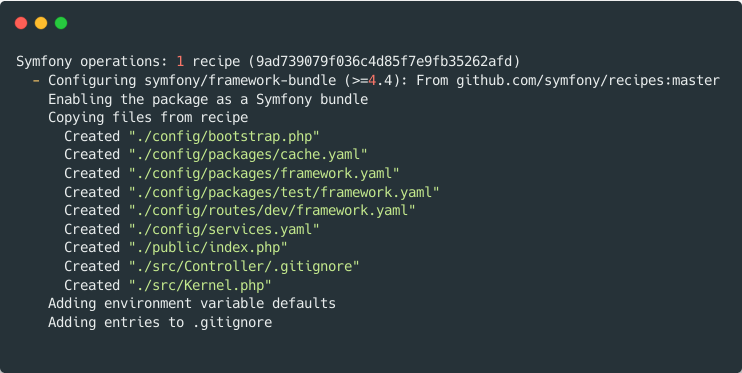 Symfony operations: 1 recipe (9ad739079f036c4d85f7e9fb35262afd)
- Configuring symfony/framework-bundle (>=4.4): From github.com/symfony/recipes:master
Enabling the package as a Symfony bundle
Copying files from recipe
Created "./config/bootstrap.php"
Created "./config/packages/cache.yaml"
Created "./config/packages/framework.yaml"
Created "./config/packages/test/framework.yaml"
Created "./config/routes/dev/framework.yaml"
Created "./config/services.yaml"
Created "./public/index.php"
Created "./src/Controller/.gitignore"
Created "./src/Kernel.php"
Adding environment variable defaults
Adding entries to .gitignore